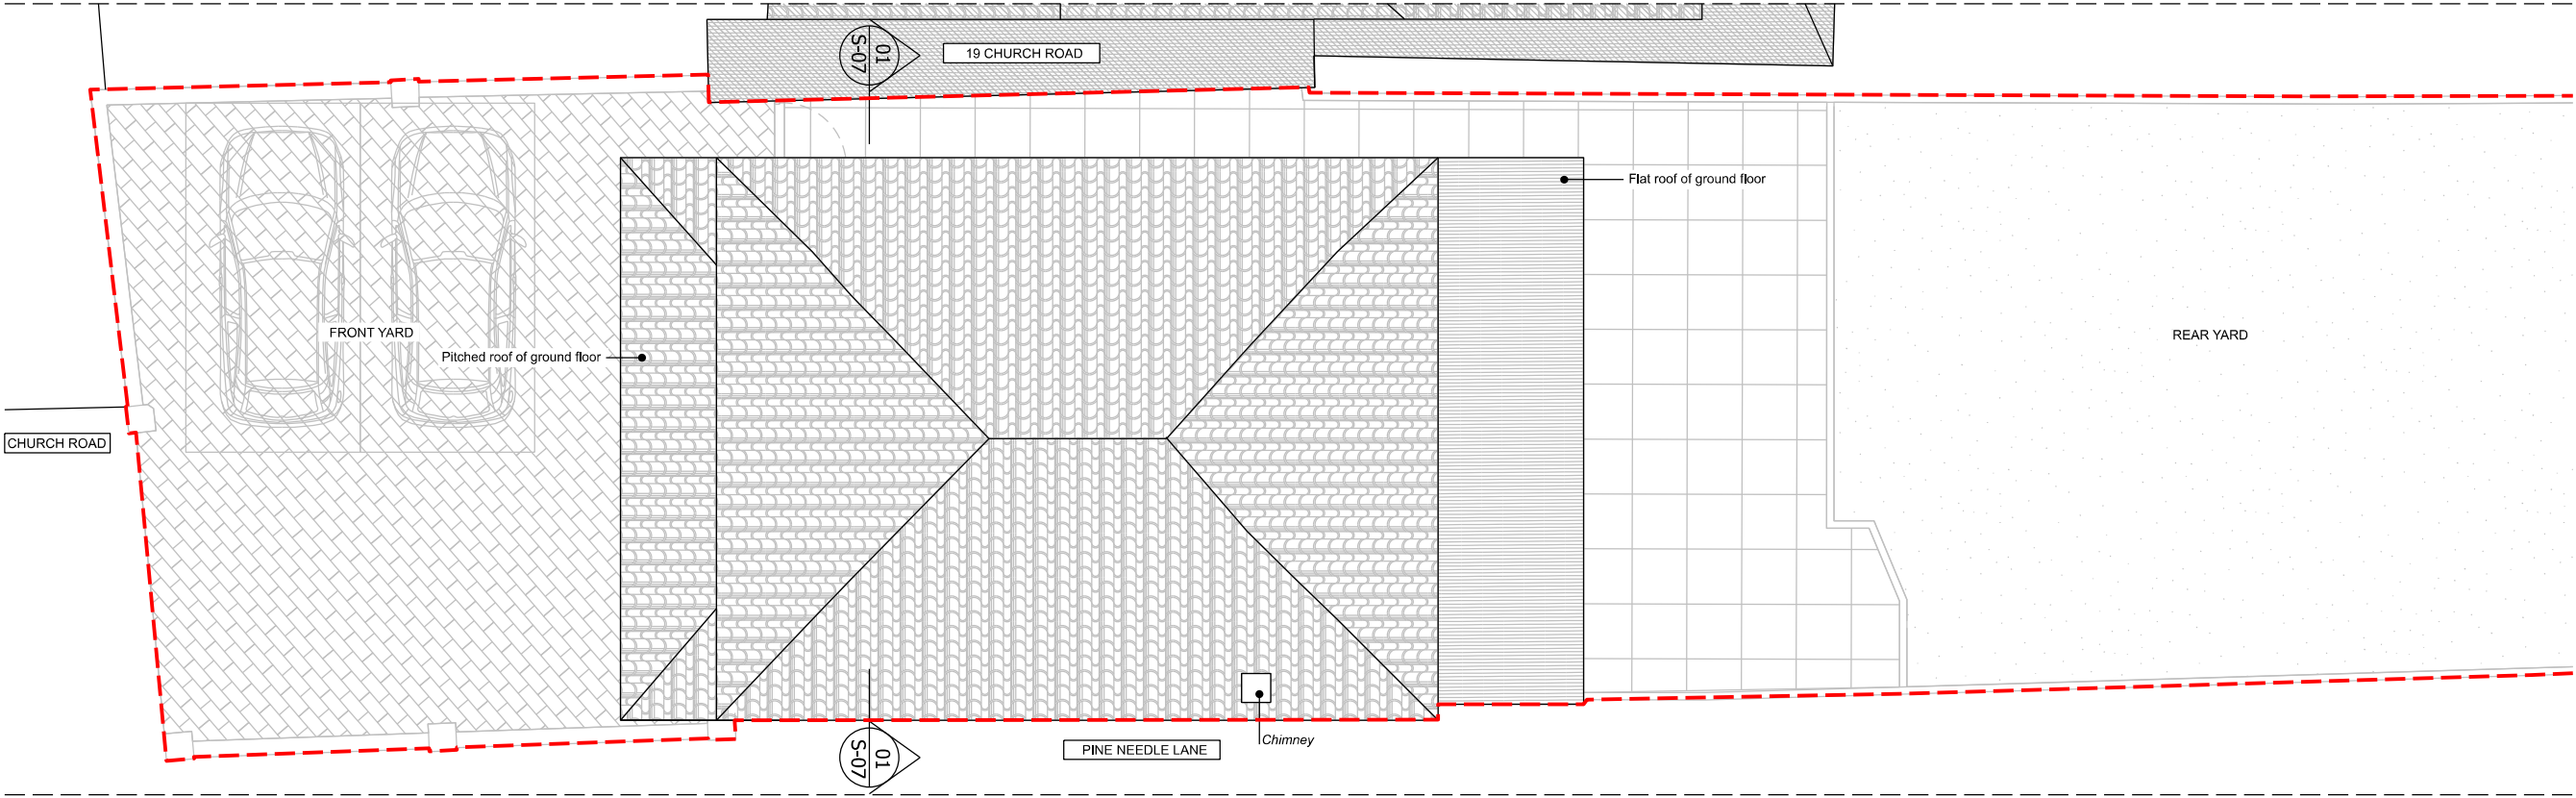 01
S-07
19 CHURCH ROAD
Flat roof of ground floor
FRONT YARD
REAR YARD
Pitched roof of ground floor
CHURCH ROAD
Chimney
PINE NEEDLE LANE
01
S-07